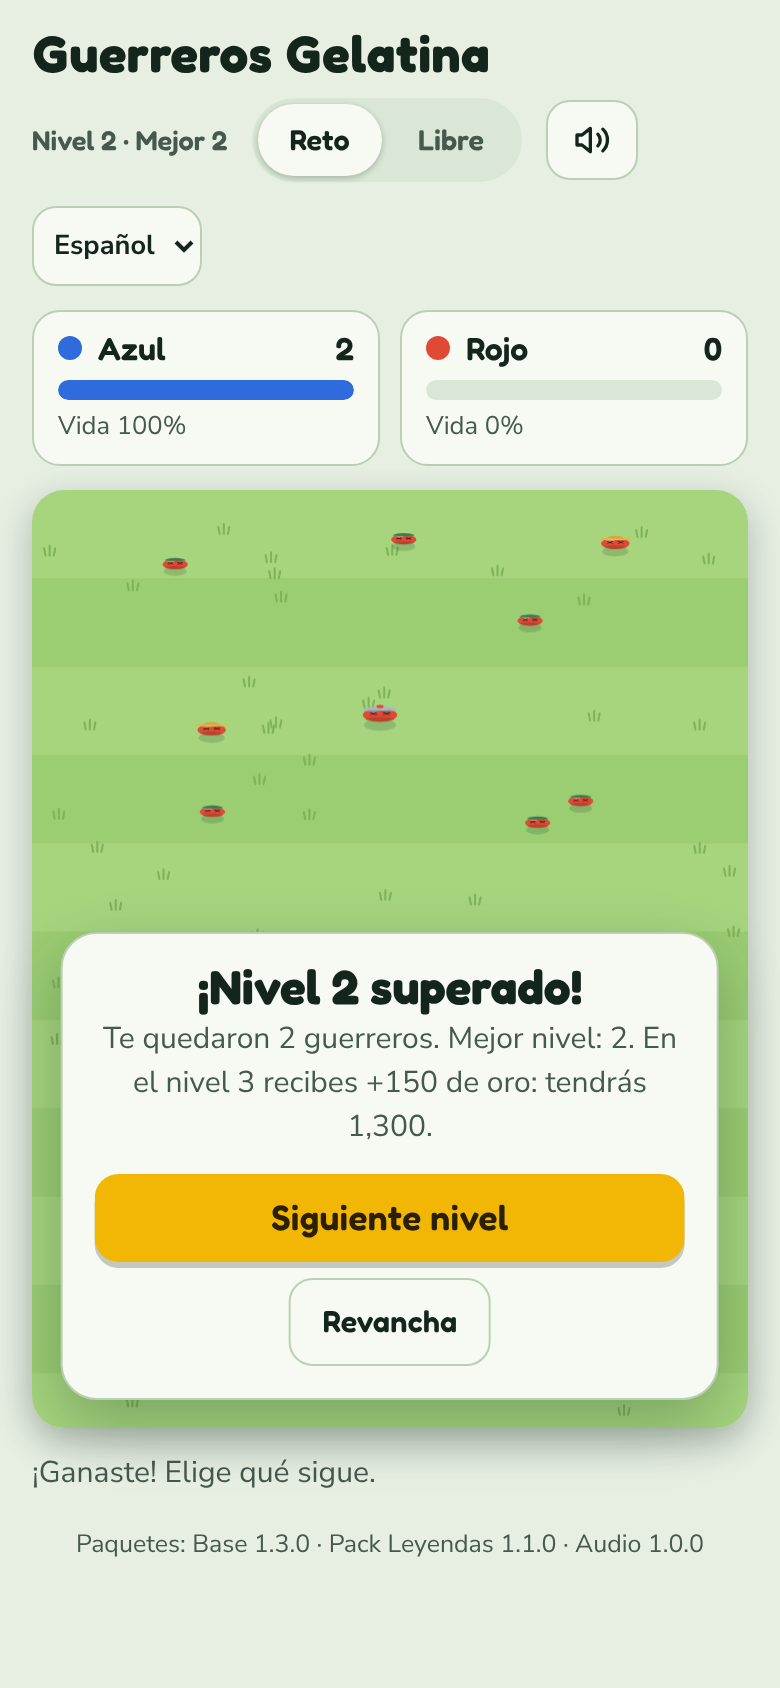 Guerreros Gelatina
Nivel 2 · Mejor 2
Reto
Libre
Español
Azul
2
Vida 100%
Rojo
0
Vida 0%
¡Nivel 2 superado!
Te quedaron 2 guerreros. Mejor nivel: 2. En
el nivel 3 recibes +150 de oro: tendrás
1,300.
Siguiente nivel
Revancha
¡Ganaste! Elige qué sigue.
Paquetes: Base 1.3.0 · Pack Leyendas 1.1.0 · Audio 1.0.0